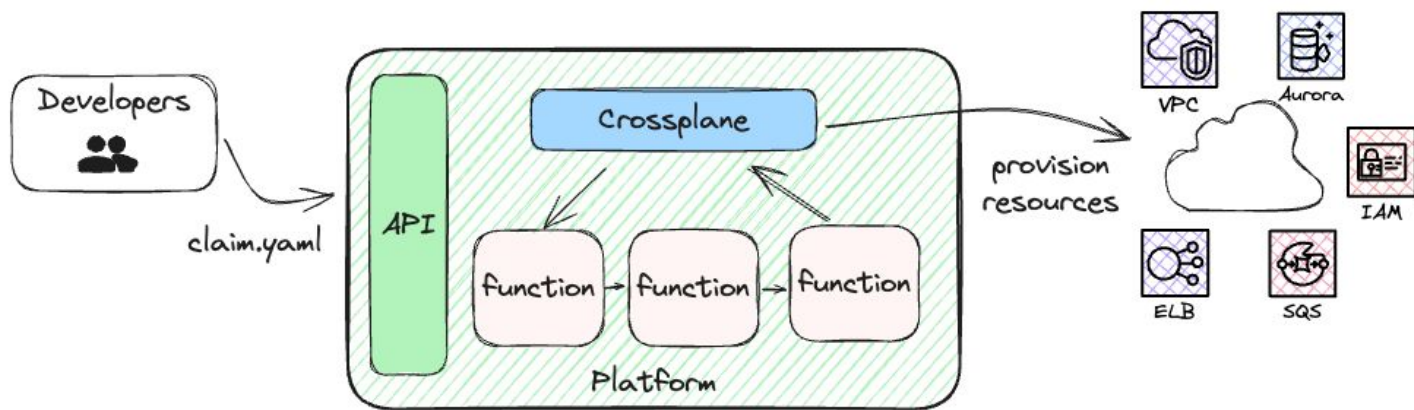 Developers
claim.yaml
API
Crossplane
function
function
function
Platform
provision
resources
VPC
Aurora
IAM
ELB
SQS